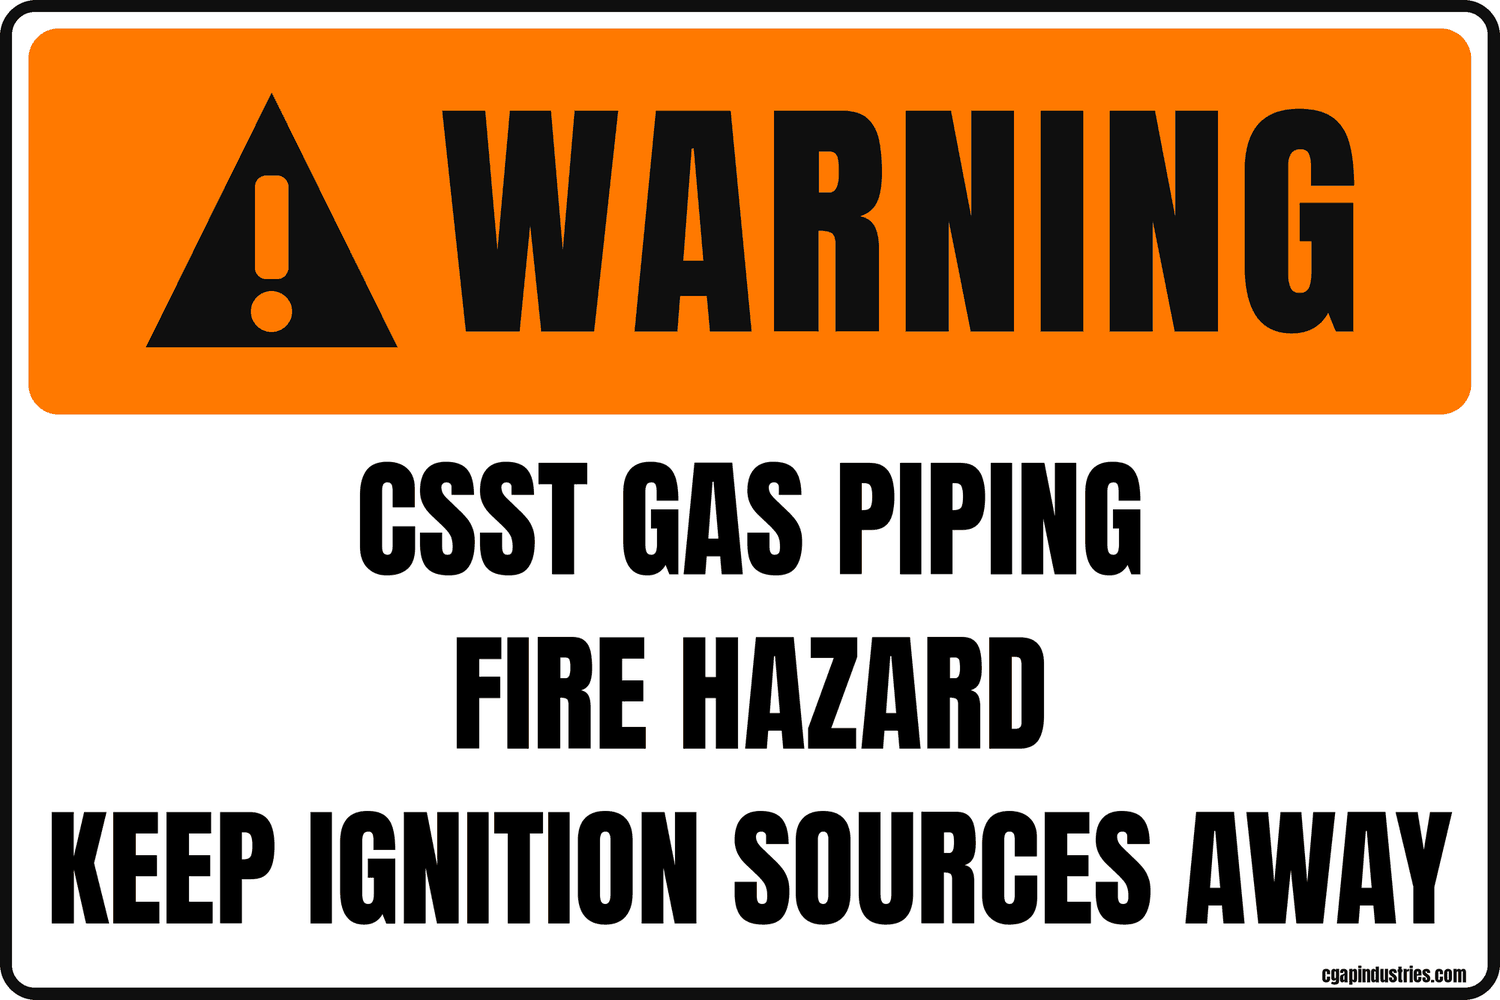 WARNING
CSST GAS PIPING
FIRE HAZARD
KEEP IGNITION SOURCES AWAY
cgapindustries.com